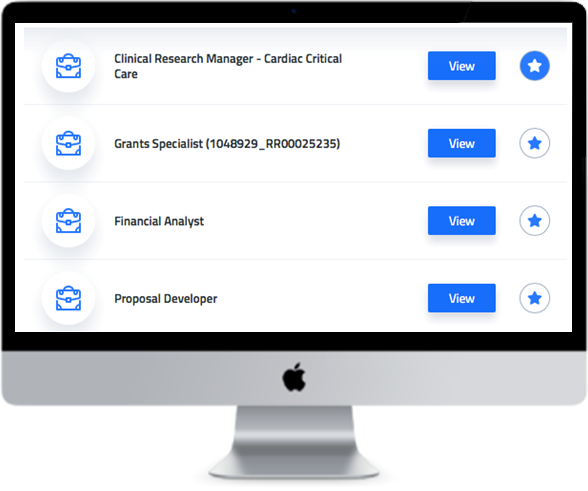 Clinical Research Manager - Cardiac Critical
Care
View
Grants Specialist (1048929_RR00025235)
View
Financial Analyst
View
Proposal Developer
View